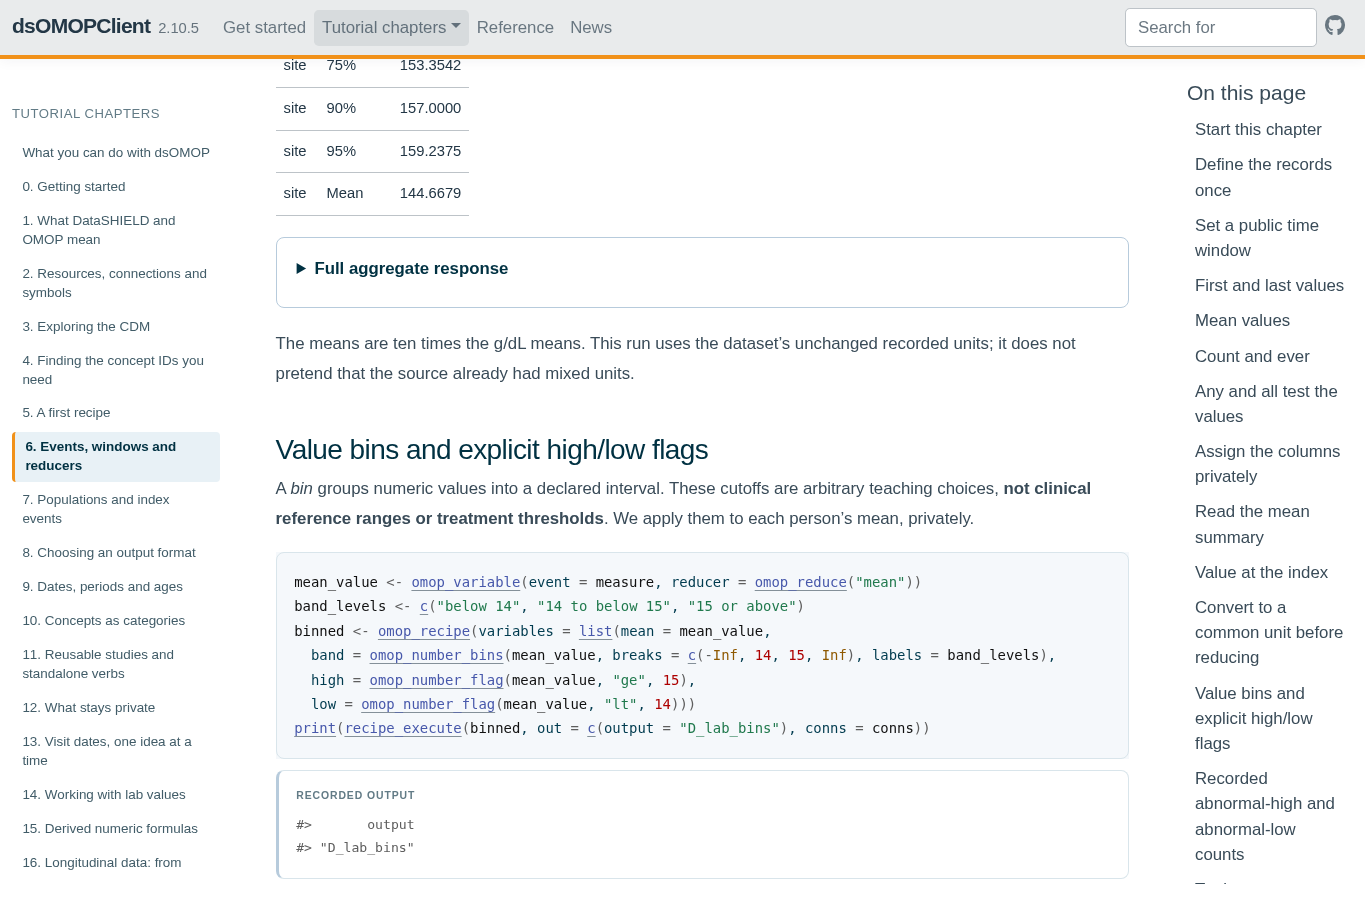 dsOMOPClient 2.10.5 Get started Tutorial chapters Reference News Search for
TUTORIAL CHAPTERS
What you can do with dsOMOP
0. Getting started
1. What DataSHIELD and
OMOP mean
2. Resources, connections and
symbols
3. Exploring the CDM
4. Finding the concept IDs you
need
5. A first recipe
6. Events, windows and
reducers
7. Populations and index
events
8. Choosing an output format
9. Dates, periods and ages
10. Concepts as categories
11. Reusable studies and
standalone verbs
12. What stays private
13. Visit dates, one idea at a
time
14. Working with lab values
15. Derived numeric formulas
16. Longitudinal data: from
site 75% 153.3542
site 90% 157.0000
site 95% 159.2375
site Mean 144.6679
Full aggregate response
The means are ten times the g/dL means. This run uses the dataset’s unchanged recorded units; it does not
pretend that the source already had mixed units.
Value bins and explicit high/low flags
A bin groups numeric values into a declared interval. These cutoffs are arbitrary teaching choices, not clinical
reference ranges or treatment thresholds. We apply them to each person’s mean, privately.
mean_value <- omop_variable(event = measure, reducer = omop_reduce("mean"))
band_levels <- c("below 14", "14 to below 15", "15 or above")
binned <- omop_recipe(variables = list(mean = mean_value,
  band = omop_number_bins(mean_value, breaks = c(-Inf, 14, 15, Inf), labels = band_levels),
  high = omop_number_flag(mean_value, "ge", 15),
  low = omop_number_flag(mean_value, "lt", 14)))
print(recipe_execute(binned, out = c(output = "D_lab_bins"), conns = conns))
RECORDED OUTPUT
#>       output
#> "D_lab_bins"
On this page
Start this chapter
Define the records
once
Set a public time
window
First and last values
Mean values
Count and ever
Any and all test the
values
Assign the columns
privately
Read the mean
summary
Value at the index
Convert to a
common unit before
reducing
Value bins and
explicit high/low
flags
Recorded
abnormal-high and
abnormal-low
counts